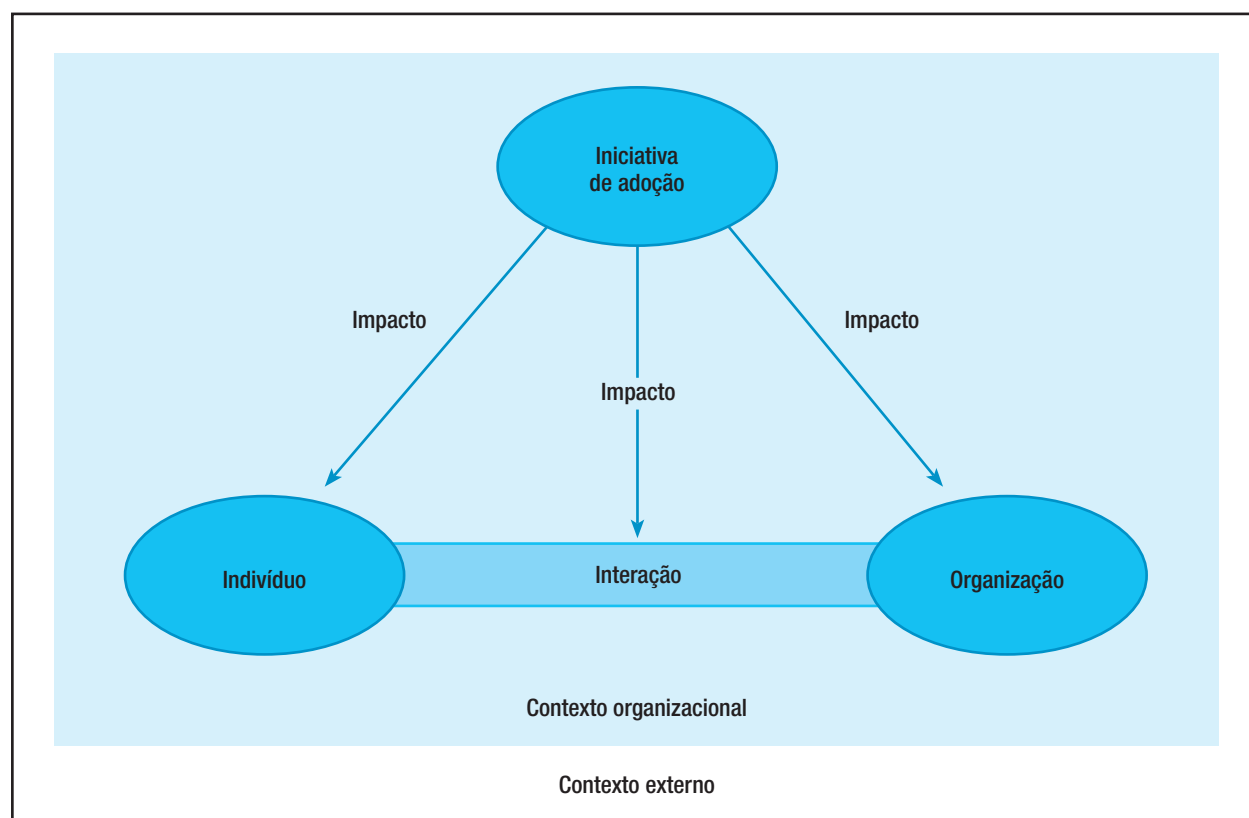 Iniciativa
de adoção
Impacto
Impacto
Impacto
Indivíduo
Interação
Organização
Contexto organizacional
Contexto externo